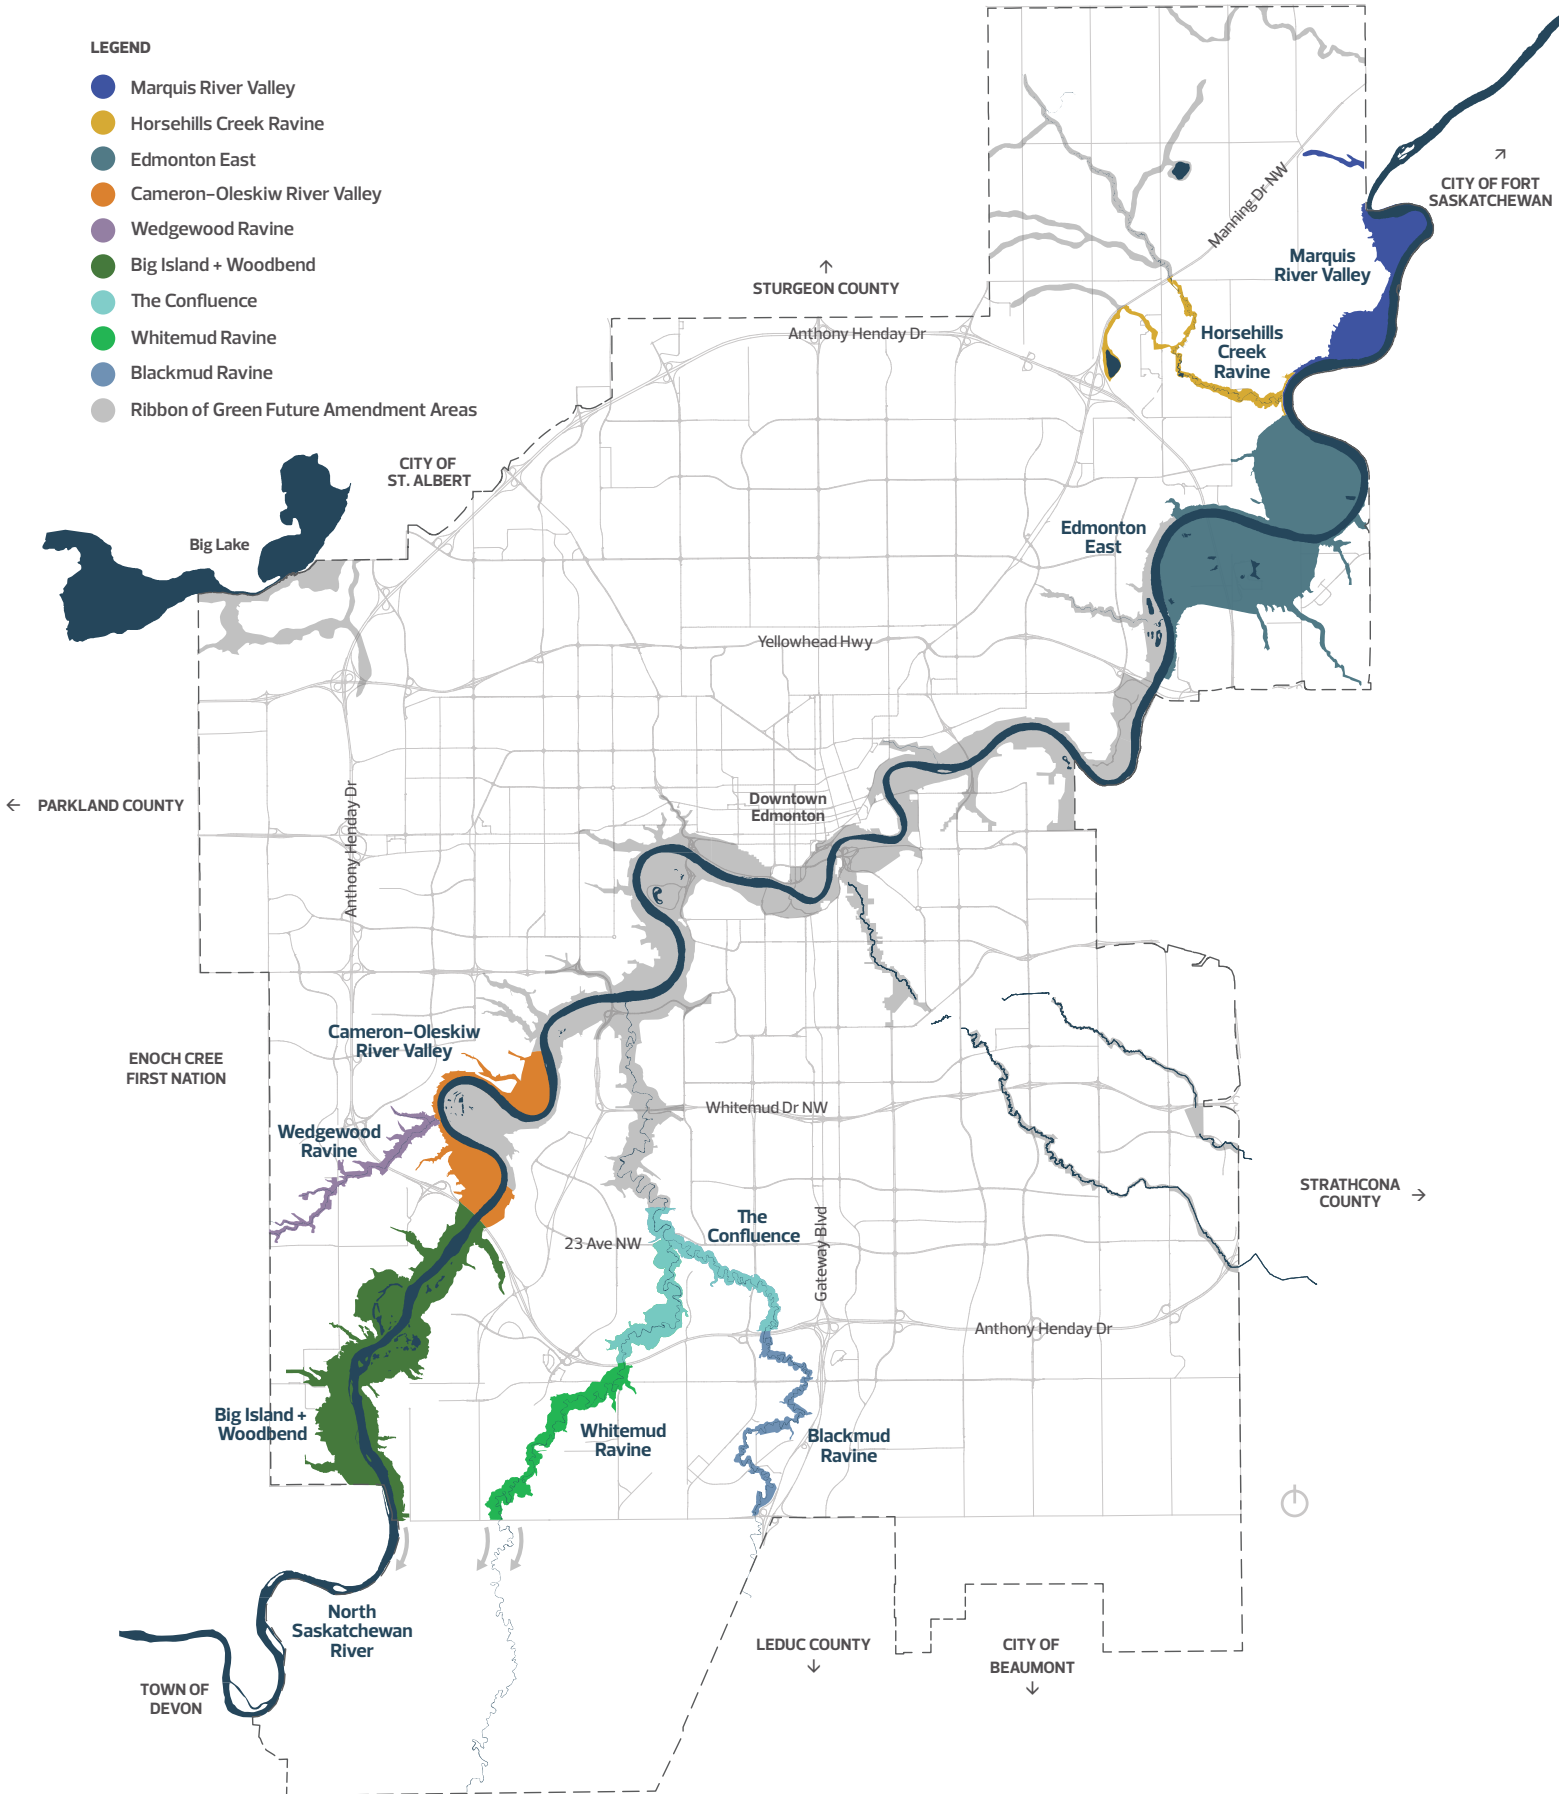 LEGEND
Marquis River Valley
Horsehills Creek Ravine
Edmonton East
Cameron-Oleskiw River Valley
Wedgewood Ravine
Big Island + Woodbend
The Confluence
Whitemud Ravine
Blackmud Ravine
Ribbon of Green Future Amendment Areas
CITY OF FORT
SASKATCHEWAN
Manning Dr NW
Marquis
River Valley
STURGEON COUNTY
Anthony Henday Dr
Horsehills
Creek
Ravine
CITY OF
ST. ALBERT
Big Lake
Edmonton
East
Yellowhead Hwy
PARKLAND COUNTY
Anthony Henday Dr
Downtown
Edmonton
Cameron-Oleskiw
River Valley
ENOCH CREE
FIRST NATION
Whitemud Dr NW
Wedgewood
Ravine
STRATHCONA
COUNTY
The
Confluence
23 Ave NW
Gateway Blvd
Anthony Henday Dr
Big Island +
Woodbend
Whitemud
Ravine
Blackmud
Ravine
North
Saskatchewan
River
LEDUC COUNTY
CITY OF
BEAUMONT
TOWN OF
DEVON